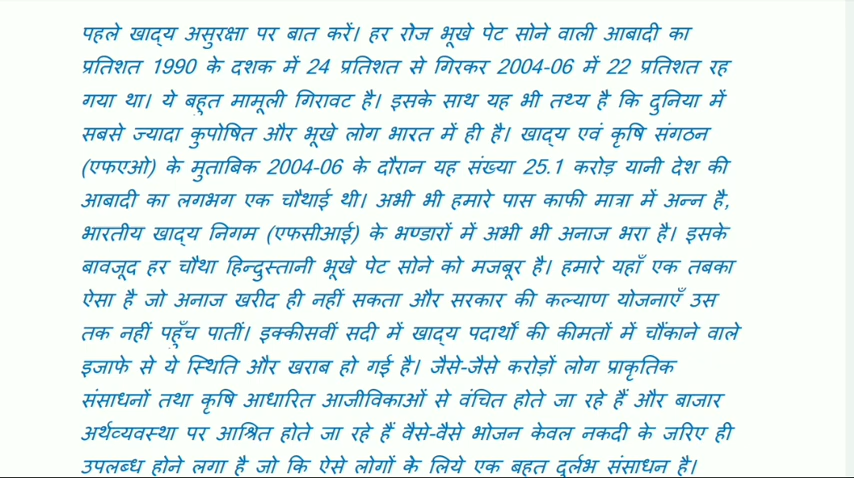 पहले खाद्य असुरक्षा पर बात करें। हर रोज भूखे पेट सोने वाली आबादी का
प्रतिशत 1990 के दशक में 24 प्रतिशत से गिरकर 2004-06 में 22 प्रतिशत रह
गया था। ये बहुत मामूली गिरावट है। इसके साथ यह भी तथ्य है कि दुनिया में
सबसे ज्यादा कुपोषित और भूखे लोग भारत में ही है। खाद्य एवं कृषि संगठन
(एफएओ) के मुताबिक 2004-06 के दौरान यह संख्या 25.1 करोड़ यानी देश की
आबादी का लगभग एक चौथाई थी। अभी भी हमारे पास काफी मात्रा में अन्न है,
भारतीय खाद्य निगम (एफसीआई) के भण्डारों में अभी भी अनाज भरा है। इसके
बावजूद हर चौथा हिन्दुस्तानी भूखे पेट सोने को मजबूर है। हमारे यहाँ एक तबका
ऐसा है जो अनाज खरीद ही नहीं सकता और सरकार की कल्याण योजनाएँ उस
तक नहीं पहुँच पातीं। इक्कीसवीं सदी में खाद्य पदार्थों की कीमतों में चौंकाने वाले
इजाफे से ये स्थिति और खराब हो गई है। जैसे-जैसे करोड़ों लोग प्राकृतिक
संसाधनों तथा कृषि आधारित आजीविकाओं से वंचित होते जा रहे हैं और बाजार
अर्थव्यवस्था पर आश्रित होते जा रहे हैं वैसे-वैसे भोजन केवल नकदी के जरिए ही
उपलब्ध होने लगा है जो कि ऐसे लोगों के लिये एक बहुत दुर्लभ संसाधन है।